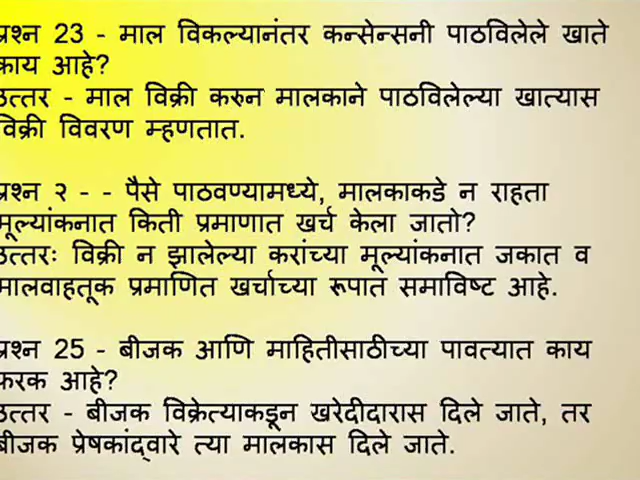 प्रश्न 23 - माल विकल्यानंतर कन्सेन्सनी पाठविलेले खाते
काय आहे?
उत्तर - माल विक्री करुन मालकाने पाठविलेल्या खात्यास
विक्री विवरण म्हणतात.
प्रश्न २ - - पैसे पाठवण्यामध्ये, मालकाकडे न राहता
मूल्यांकनात किती प्रमाणात खर्च केला जातो?
उत्तरः विक्री न झालेल्या करांच्या मूल्यांकनात जकात व
मालवाहतूक प्रमाणित खर्चाच्या रूपात समाविष्ट आहे.
प्रश्न 25 - बीजक आणि माहितीसाठीच्या पावत्यात काय
फरक आहे?
उत्तर - बीजक विक्रेत्याकडून खरेदीदारास दिले जाते, तर
बीजक प्रेषकांद्वारे त्या मालकास दिले जाते.